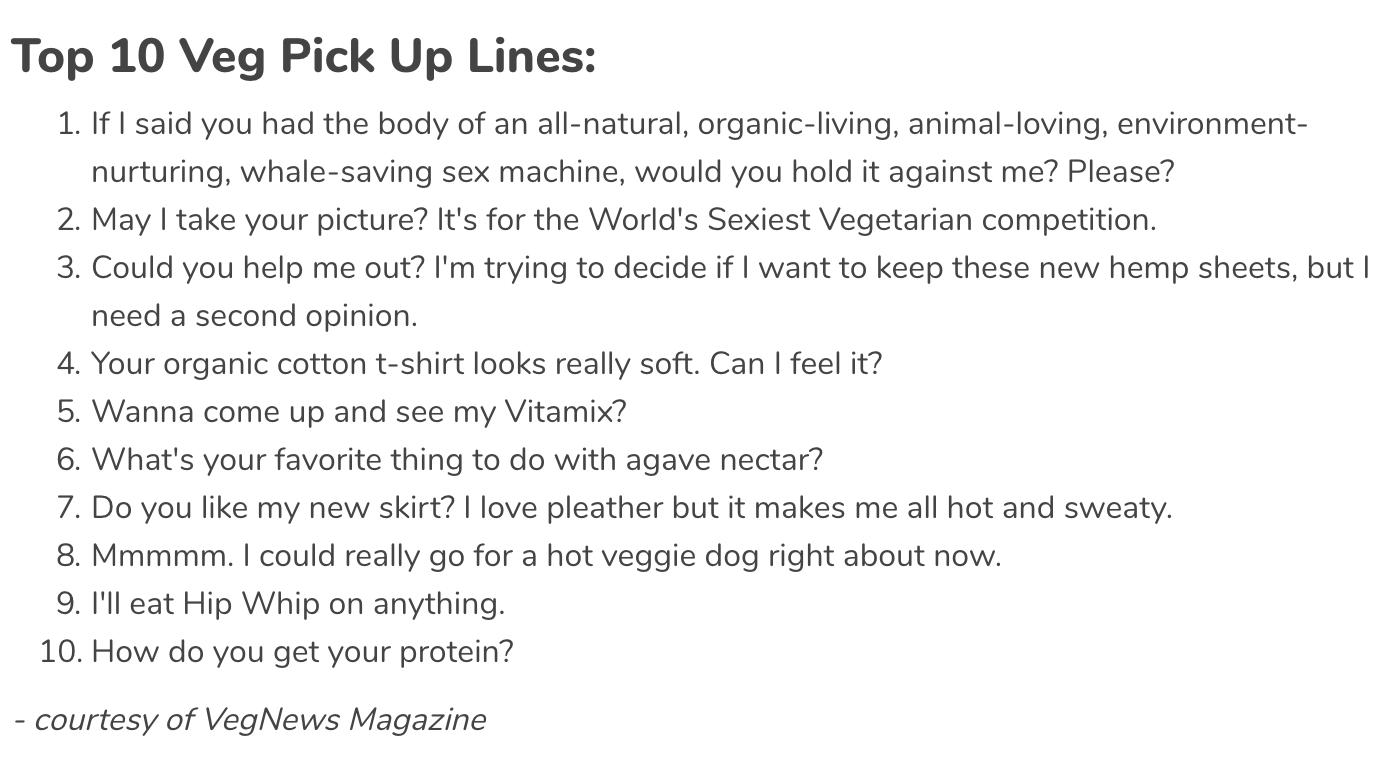 Top 10 Veg Pick Up Lines:
1. If I said you had the body of an all-natural, organic-living, animal-loving, environment-
nurturing, whale-saving sex machine, would you hold it against me? Please?
2. May I take your picture? It's for the World's Sexiest Vegetarian competition.
3. Could you help me out? I'm trying to decide if I want to keep these new hemp sheets, but I
need a second opinion.
4. Your organic cotton t-shirt looks really soft. Can I feel it?
5. Wanna come up and see my Vitamix?
6. What's your favorite thing to do with agave nectar?
7. Do you like my new skirt? I love pleather but it makes me all hot and sweaty.
8. Mmmmm. I could really go for a hot veggie dog right about now.
9. I'll eat Hip Whip on anything.
10. How do you get your protein?
- courtesy of VegNews Magazine